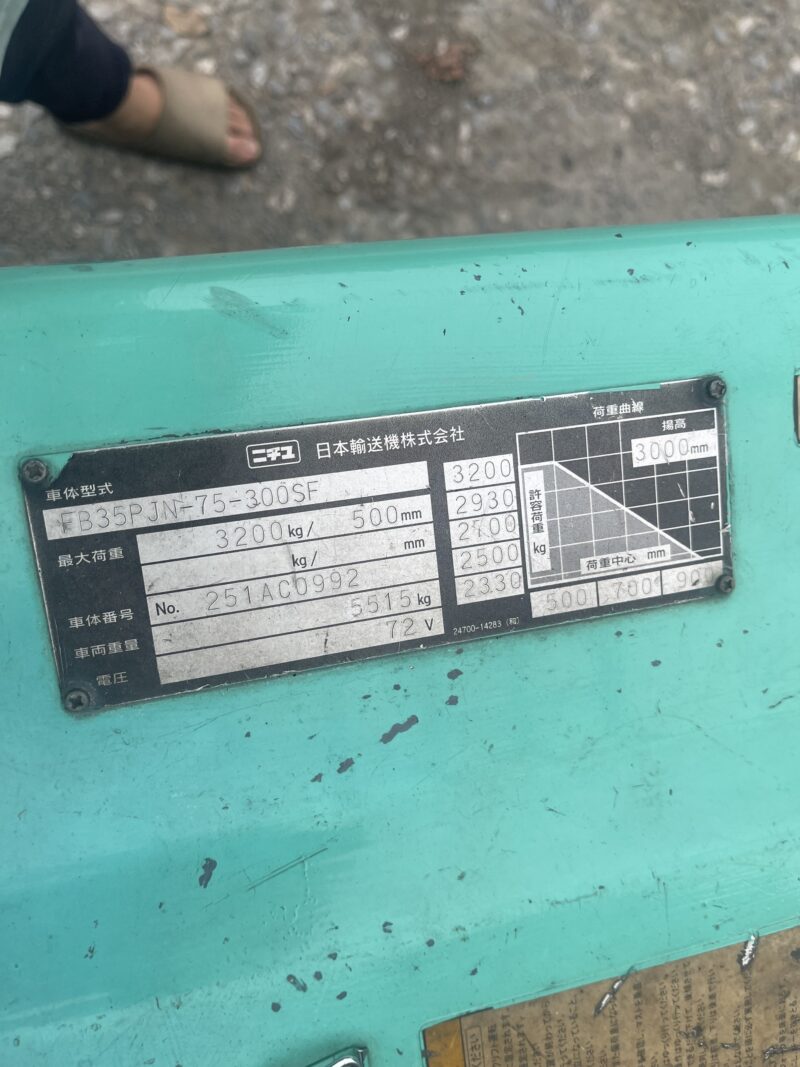 ニチユ 日本輸送機株式会社
車体型式
FB35PJN-75-300SF
最大荷重 3200kg/ 500mm
kg/ mm
車体番号 No. 251AC0992
車両重量 5515kg
電圧 72V
3200
2930
2700
2500
2330
24700-14283
荷重曲線
揚高
3000mm
許容荷重
kg
荷重中心 mm
500 700 900